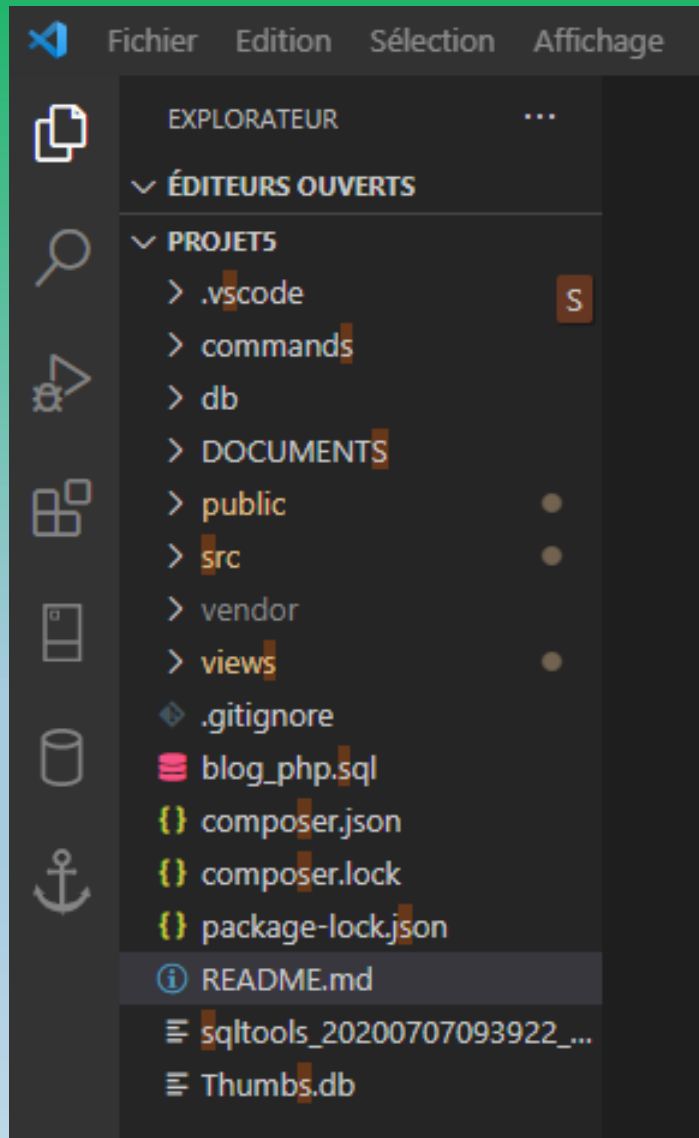 Fichier Edition Sélection Affichage
EXPLORATEUR ...
ÉDITEURS OUVERTS
PROJET5
.vscode S
commands
db
DOCUMENTS
public
src
vendor
views
.gitignore
blog_php.sql
{} composer.json
{} composer.lock
{} package-lock.json
README.md
sqltools_20200707093922_...
Thumbs.db